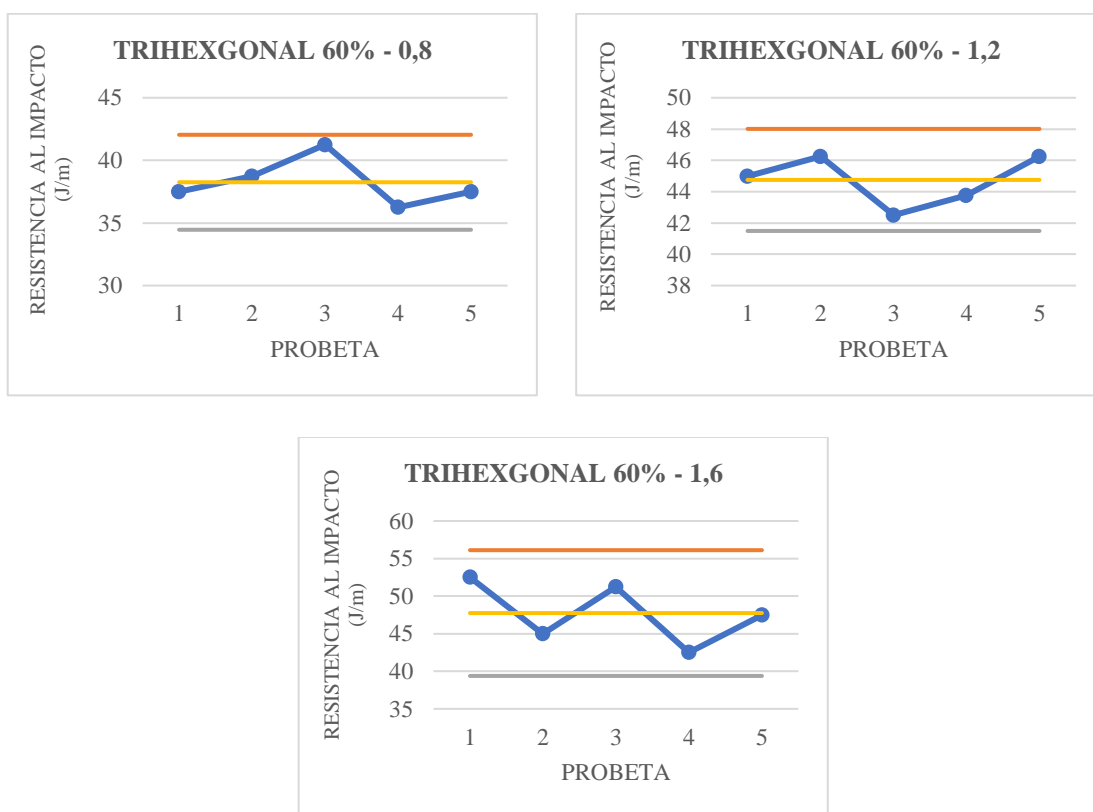 TRIHEXGONAL 60% - 0,8
RESISTENCIA AL IMPACTO
(J/m)
45
40
35
30
1 2 3 4 5
PROBETA
TRIHEXGONAL 60% - 1,2
RESISTENCIA AL IMPACTO
(J/m)
50
48
46
44
42
40
38
1 2 3 4 5
PROBETA
TRIHEXGONAL 60% - 1,6
RESISTENCIA AL IMPACTO
(J/m)
60
55
50
45
40
35
1 2 3 4 5
PROBETA